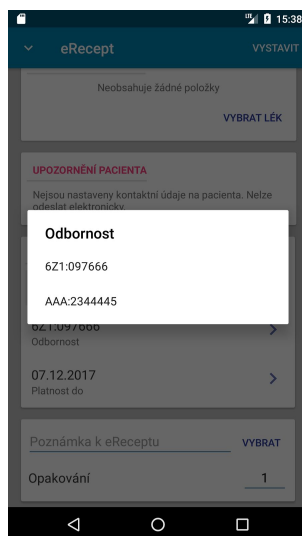 LTE 15:38
eRecept VYSTAVIT
Neobsahuje žádné položky
VYBRAT LÉK
UPOZORNĚNÍ PACIENTA
Nejsou nastaveny kontaktní údaje na pacienta. Nelze
odeslat elektronicky.
Odbornost
6Z1:097666
AAA:2344445
6Z1:097666
Odbornost
07.12.2017
Platnost do
Poznámka k eReceptu VYBRAT
Opakování 1